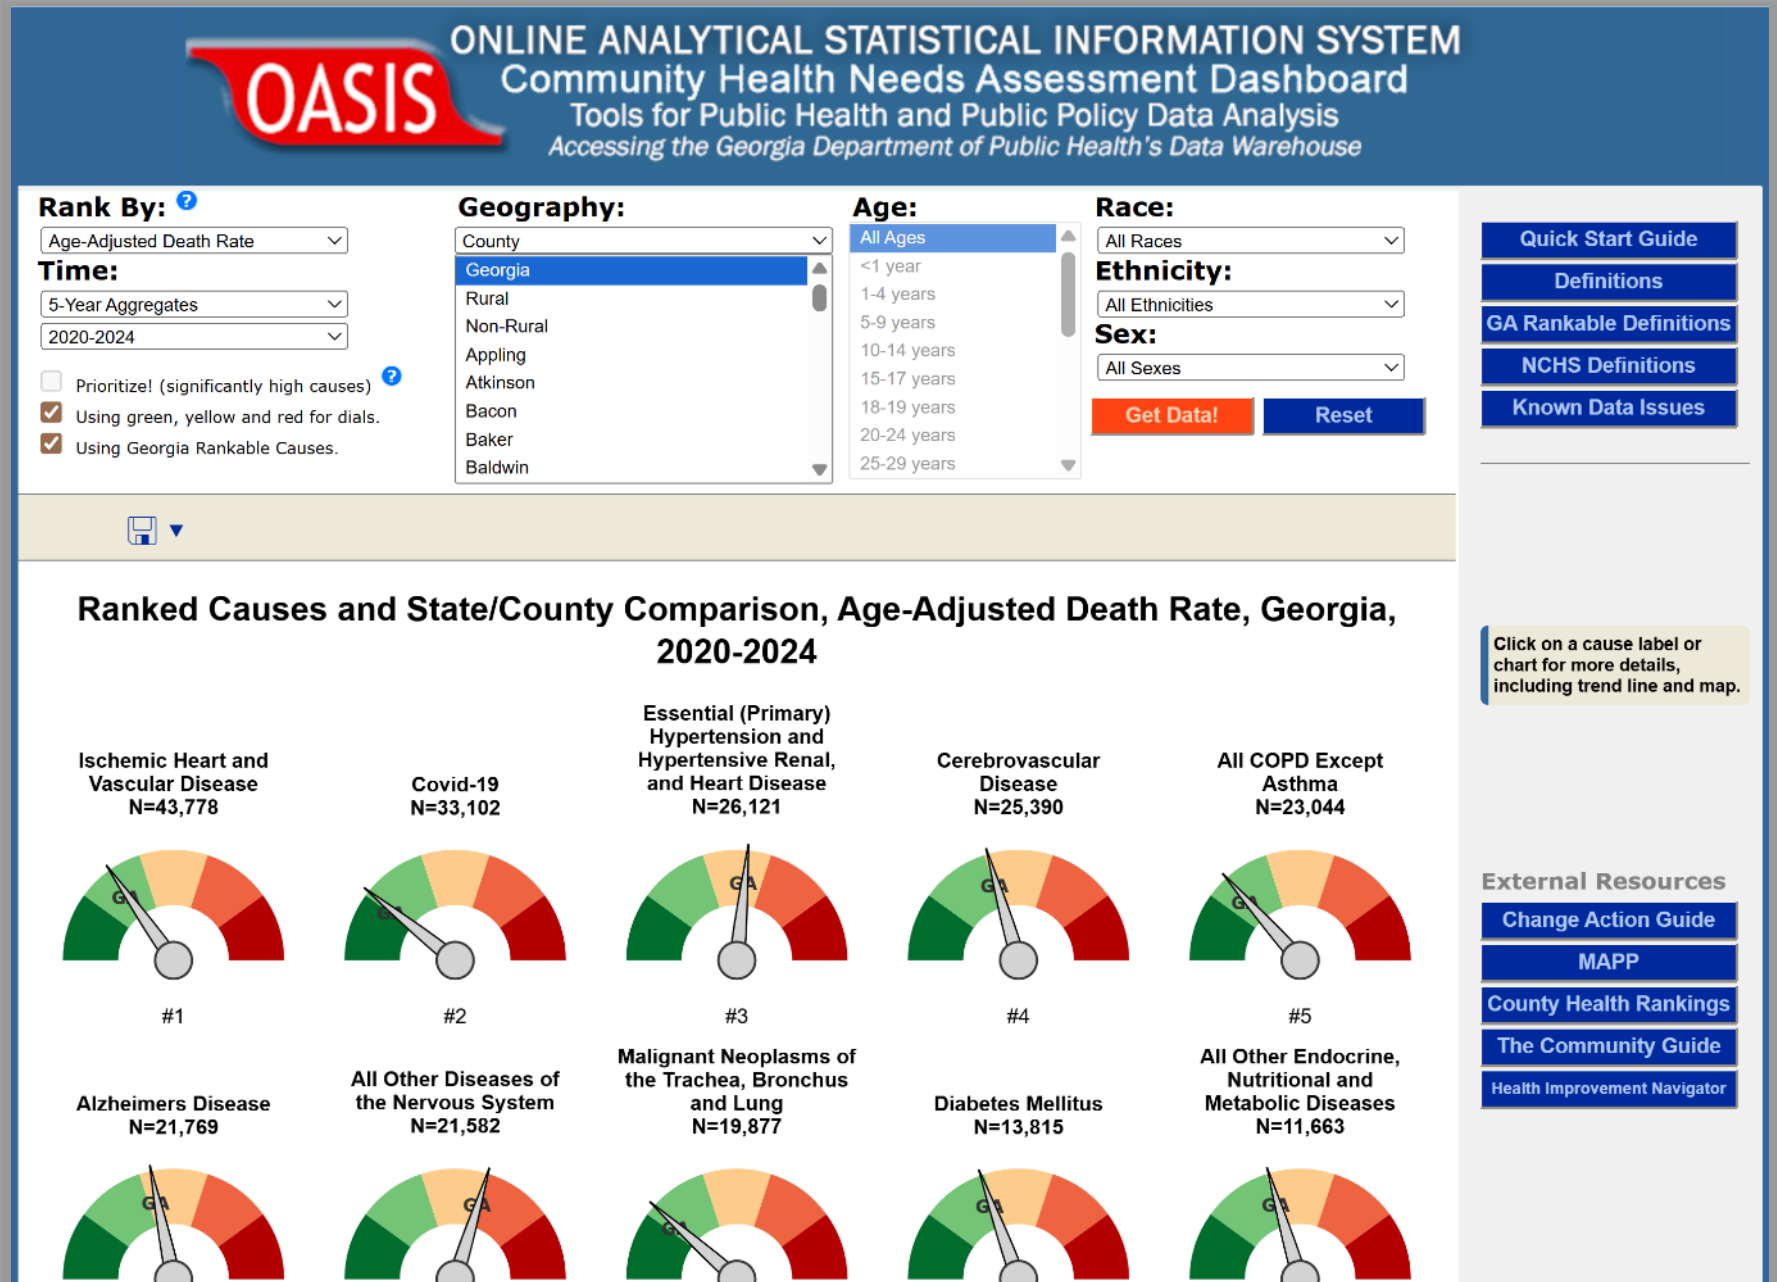 OASIS
ONLINE ANALYTICAL STATISTICAL INFORMATION SYSTEM
Community Health Needs Assessment Dashboard
Tools for Public Health and Public Policy Data Analysis
Accessing the Georgia Department of Public Health's Data Warehouse
Rank By: ?
Age-Adjusted Death Rate
Time:
5-Year Aggregates
2020-2024
Prioritize! (significantly high causes) ?
Using green, yellow and red for dials.
Using Georgia Rankable Causes.
Geography:
County
Georgia
Rural
Non-Rural
Appling
Atkinson
Bacon
Baker
Baldwin
Age:
All Ages
<1 year
1-4 years
5-9 years
10-14 years
15-17 years
18-19 years
20-24 years
25-29 years
Race:
All Races
Ethnicity:
All Ethnicities
Sex:
All Sexes
Get Data!
Reset
Quick Start Guide
Definitions
GA Rankable Definitions
NCHS Definitions
Known Data Issues
Ranked Causes and State/County Comparison, Age-Adjusted Death Rate, Georgia,
2020-2024
Click on a cause label or
chart for more details,
including trend line and map.
Ischemic Heart and
Vascular Disease
N=43,778
GA
#1
Covid-19
N=33,102
GA
#2
Essential (Primary)
Hypertension and
Hypertensive Renal,
and Heart Disease
N=26,121
GA
#3
Cerebrovascular
Disease
N=25,390
GA
#4
All COPD Except
Asthma
N=23,044
GA
#5
Alzheimers Disease
N=21,769
GA
All Other Diseases of
the Nervous System
N=21,582
GA
Malignant Neoplasms of
the Trachea, Bronchus
and Lung
N=19,877
GA
Diabetes Mellitus
N=13,815
GA
All Other Endocrine,
Nutritional and
Metabolic Diseases
N=11,663
GA
External Resources
Change Action Guide
MAPP
County Health Rankings
The Community Guide
Health Improvement Navigator